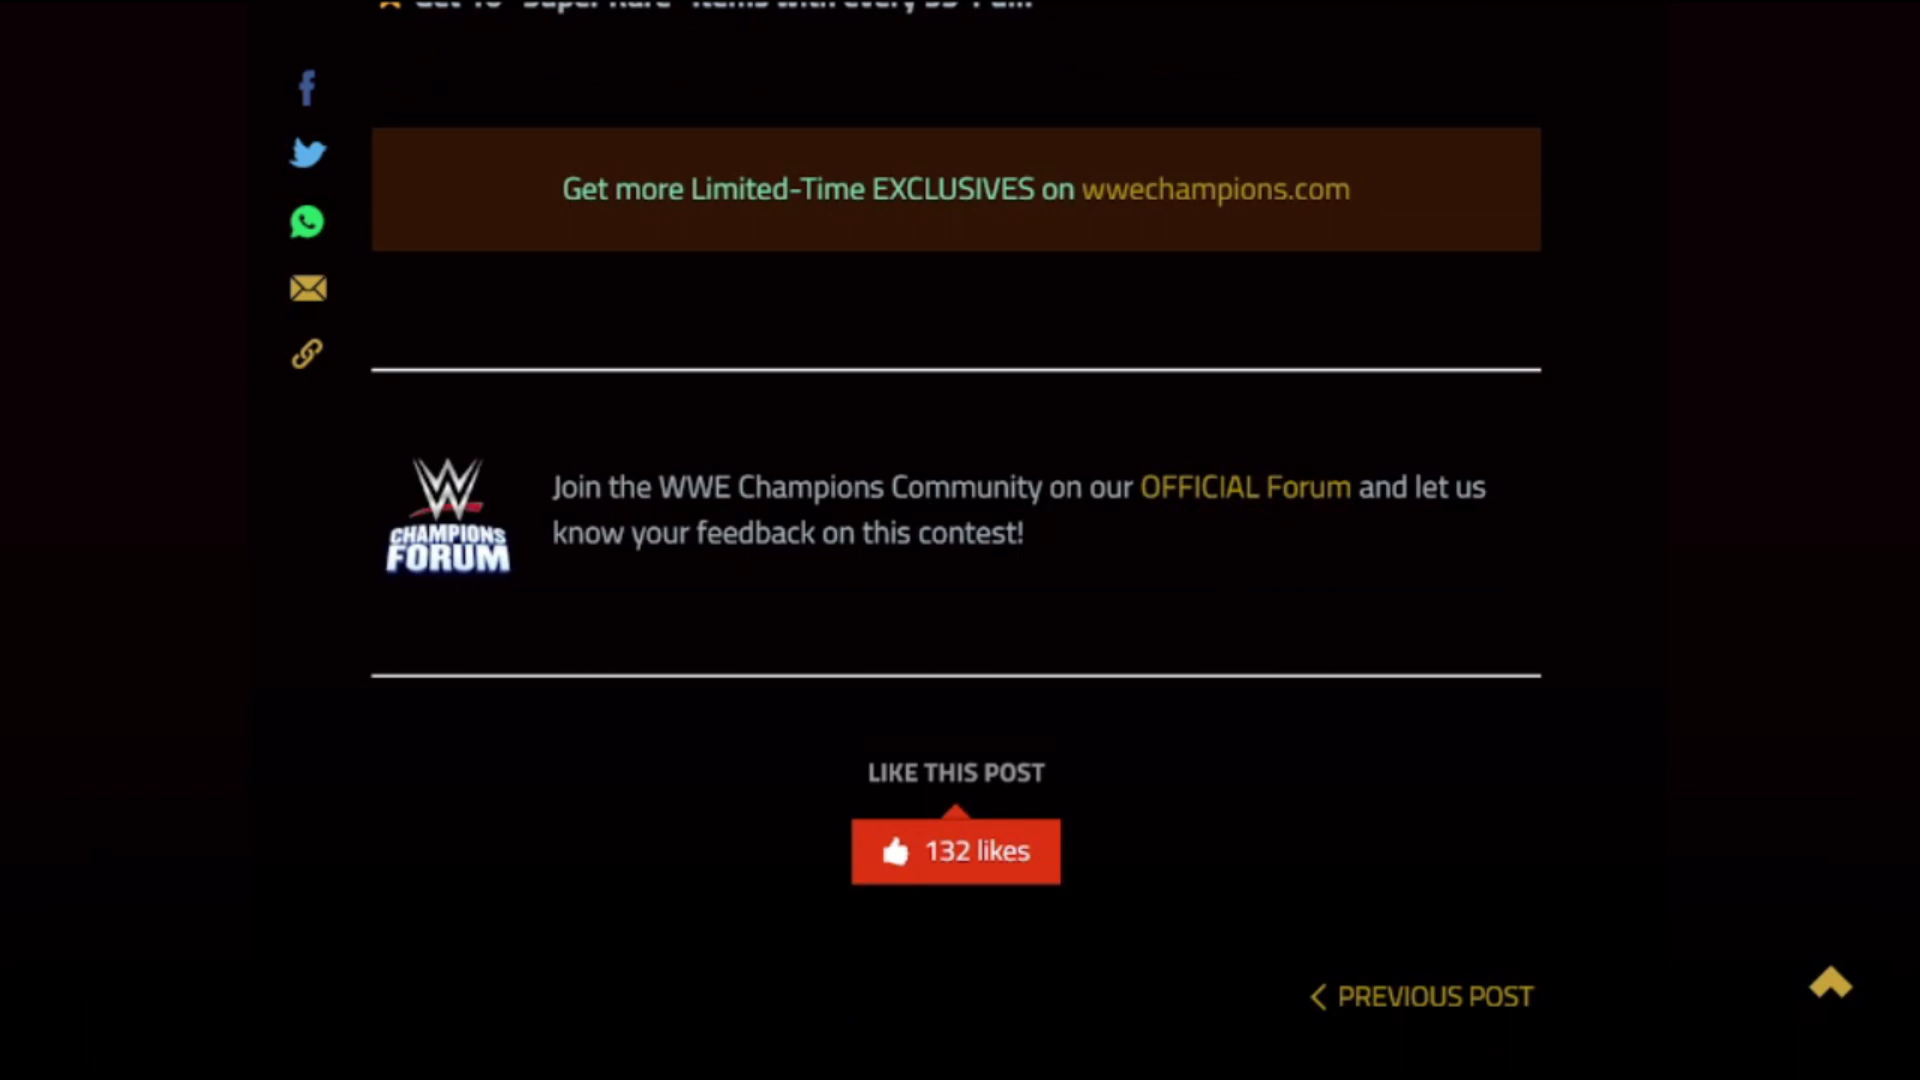 Get more Limited-Time EXCLUSIVES on wwechampions.com
W
CHAMPIONS
FORUM
Join the WWE Champions Community on our OFFICIAL Forum and let us
know your feedback on this contest!
LIKE THIS POST
132 likes
PREVIOUS POST